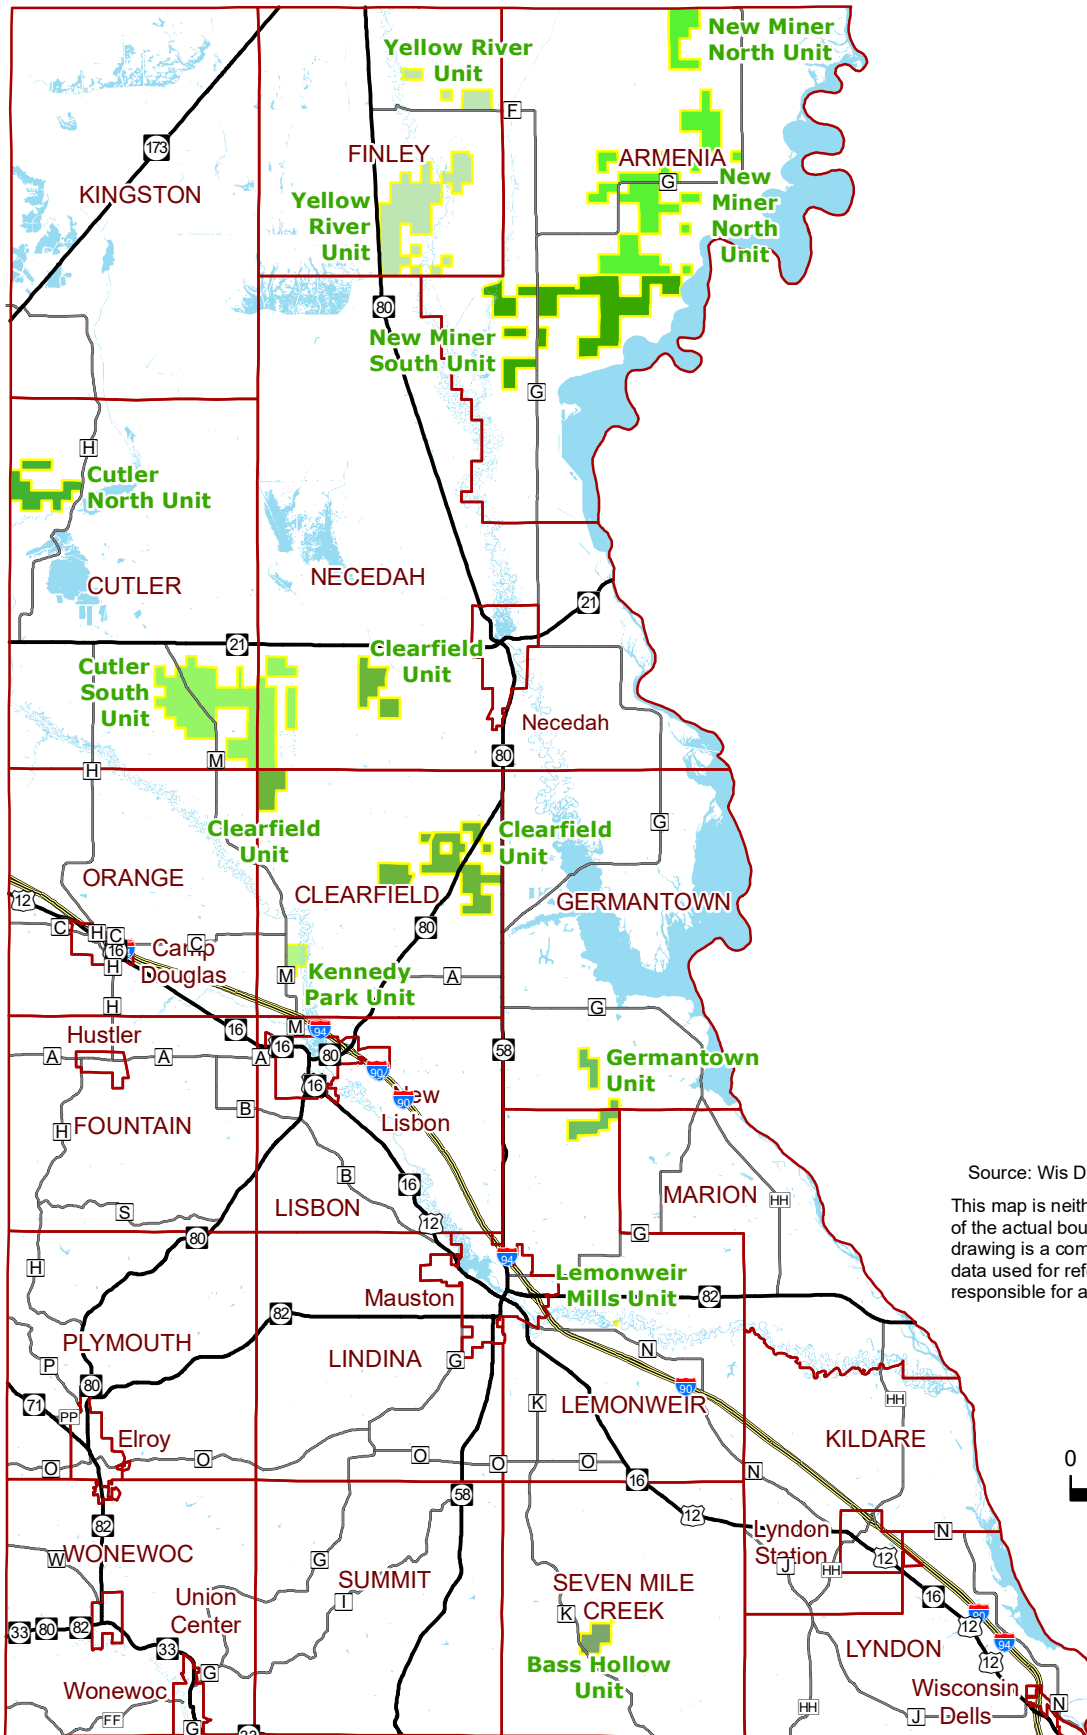 New Miner
North Unit
Yellow River
Unit
F
173
FINLEY
ARMENIA
G
KINGSTON
New
Miner
North
Unit
Yellow
River
Unit
80
New Miner
South Unit
G
H
Cutler
North Unit
CUTLER
NECEDAH
21
21
Clearfield
Unit
Cutler
South
Unit
Necedah
80
M
H
G
Clearfield
Unit
Clearfield
Unit
ORANGE
CLEARFIELD
GERMANTOWN
12
C
H
C
C
80
16
Camp
Douglas
H
M
Kennedy
Park Unit
A
H
G
M
94
16
Hustler
16
80
58
A
A
A
Germantown
Unit
90
16
90
New
Lisbon
B
FOUNTAIN
H
B
16
MARION
HH
LISBON
S
12
80
G
94
H
Lemonweir
Mills Unit
82
Mauston
82
PLYMOUTH
LINDINA
G
N
P
80
90
71
K
LEMONWEIR
HH
PP
Elroy
KILDARE
O
O
O
O
O
N
16
58
12
82
Lyndon
Station
N
W
WONEWOC
G
12
J
HH
SUMMIT
SEVEN MILE
CREEK
Union
Center
I
16
K
90
33
80
82
12
33
94
LYNDON
12
Bass Hollow
Unit
G
Wonewoc
Wisconsin
Dells
N
HH
J
FF
G
33
Source: Wis D
This map is neith
of the actual bou
drawing is a com
data used for refe
responsible for a
0